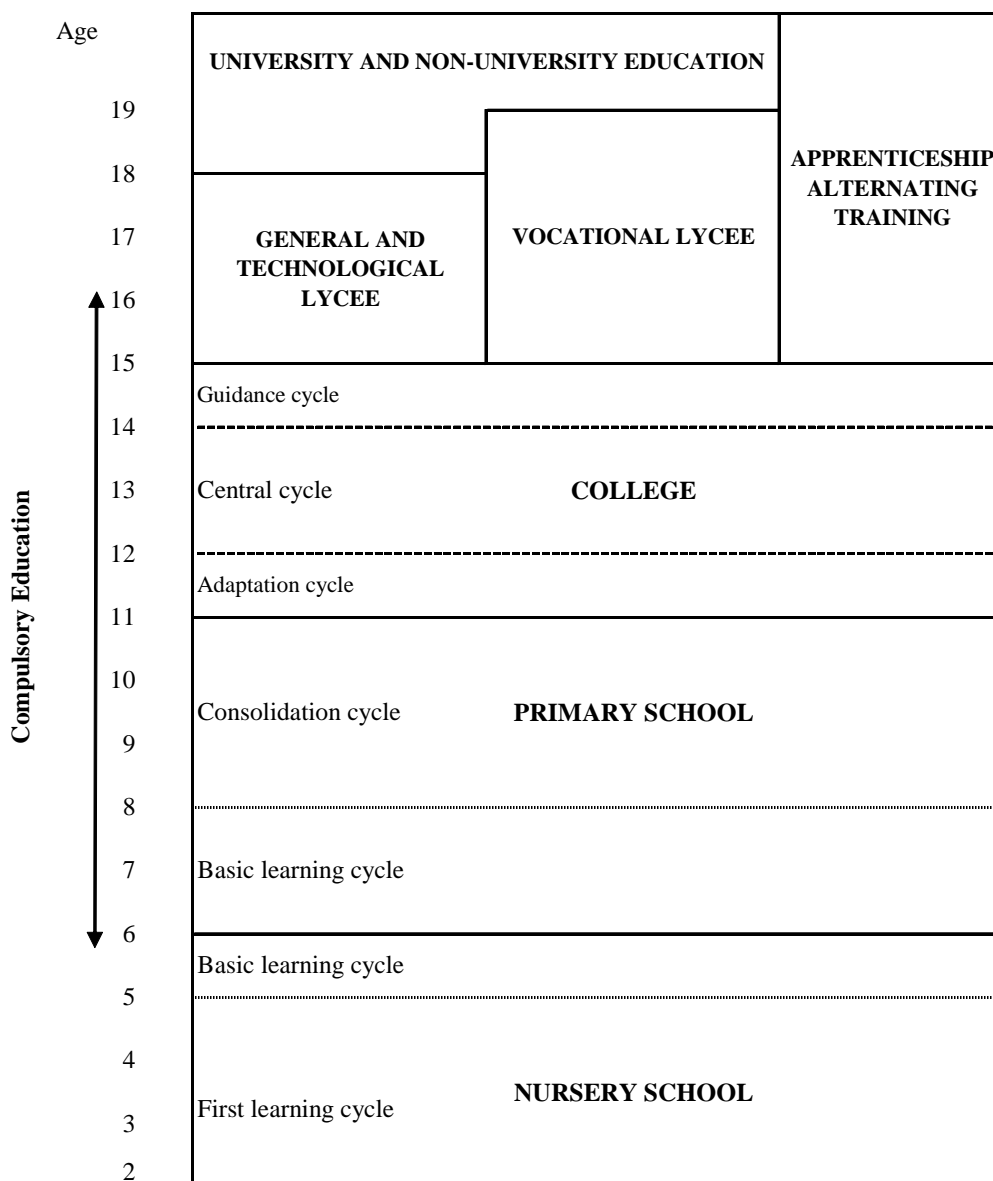 Age
UNIVERSITY AND NON-UNIVERSITY EDUCATION
19
18
APPRENTICESHIP
ALTERNATING
TRAINING
17
GENERAL AND
TECHNOLOGICAL
LYCEE
VOCATIONAL LYCEE
16
15
Guidance cycle
14
13
Central cycle
COLLEGE
12
Adaptation cycle
11
10
Consolidation cycle
PRIMARY SCHOOL
9
8
7
Basic learning cycle
6
Basic learning cycle
5
4
First learning cycle
NURSERY SCHOOL
3
2
Compulsory Education